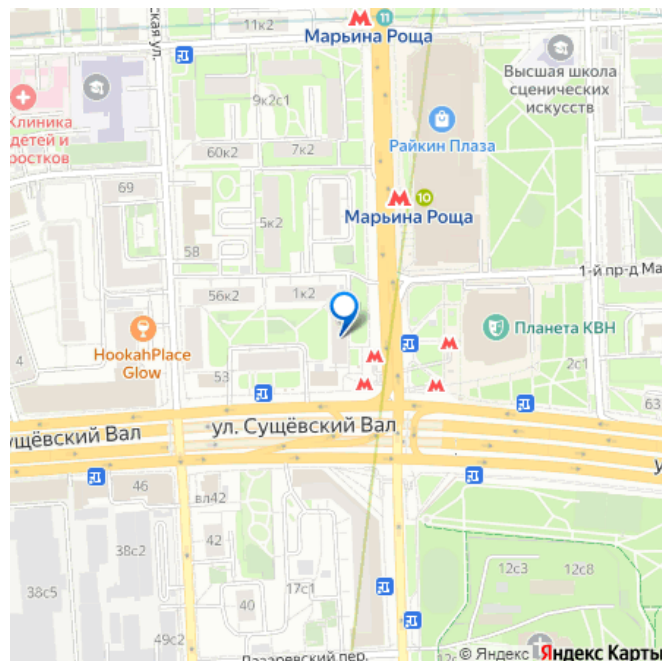 11к2
11
Марьина Роща
ская ул.
Высшая школа
сценических
искусств
9к2с1
Клиника
детей и
ростков
Райкин Плаза
60к2
7к2
69
10
Марьина Роща
5к2
58
1-й пр-д Ма
56к2
1к2
Планета КВН
HookahPlace
Glow
4
2с1
53
63
ул. Сущёвский Вал
ущёвский Вал
у
46
вл42
42
38с2
12с3
12с8
38с5
17с1
40
12с
49с2
Лазаревский пер.
© Яндекс Яндекс Карты